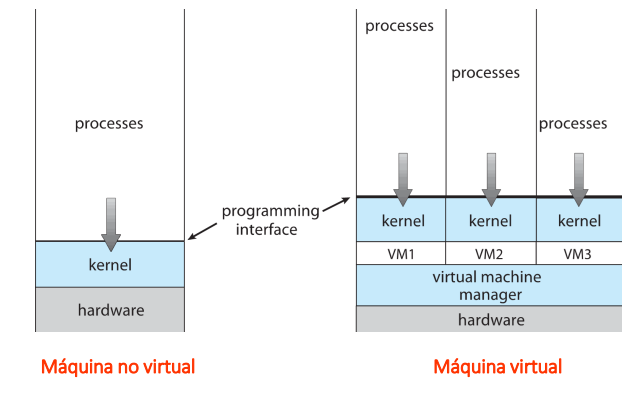 processes
kernel
hardware
Máquina no virtual
programming
interface
processes
processes
processes
kernel kernel kernel
VM1 VM2 VM3
virtual machine
manager
hardware
Máquina virtual